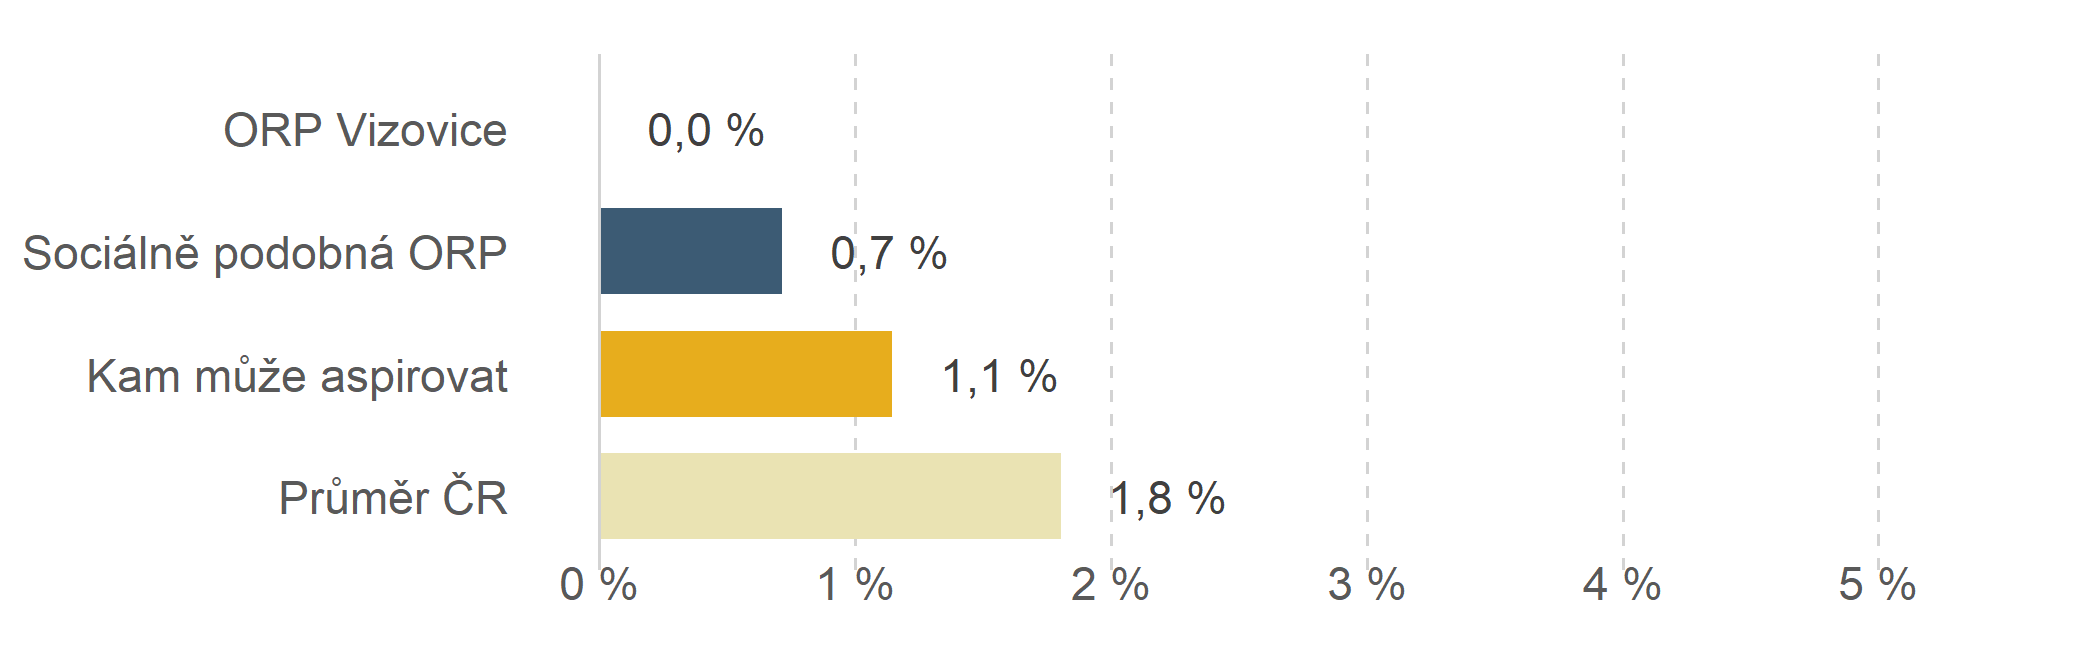 ORP Vizovice 0,0 %
Sociálně podobná ORP 0,7 %
Kam může aspirovat 1,1 %
Průměr ČR 1,8 %
0 % 1 % 2 % 3 % 4 % 5 %